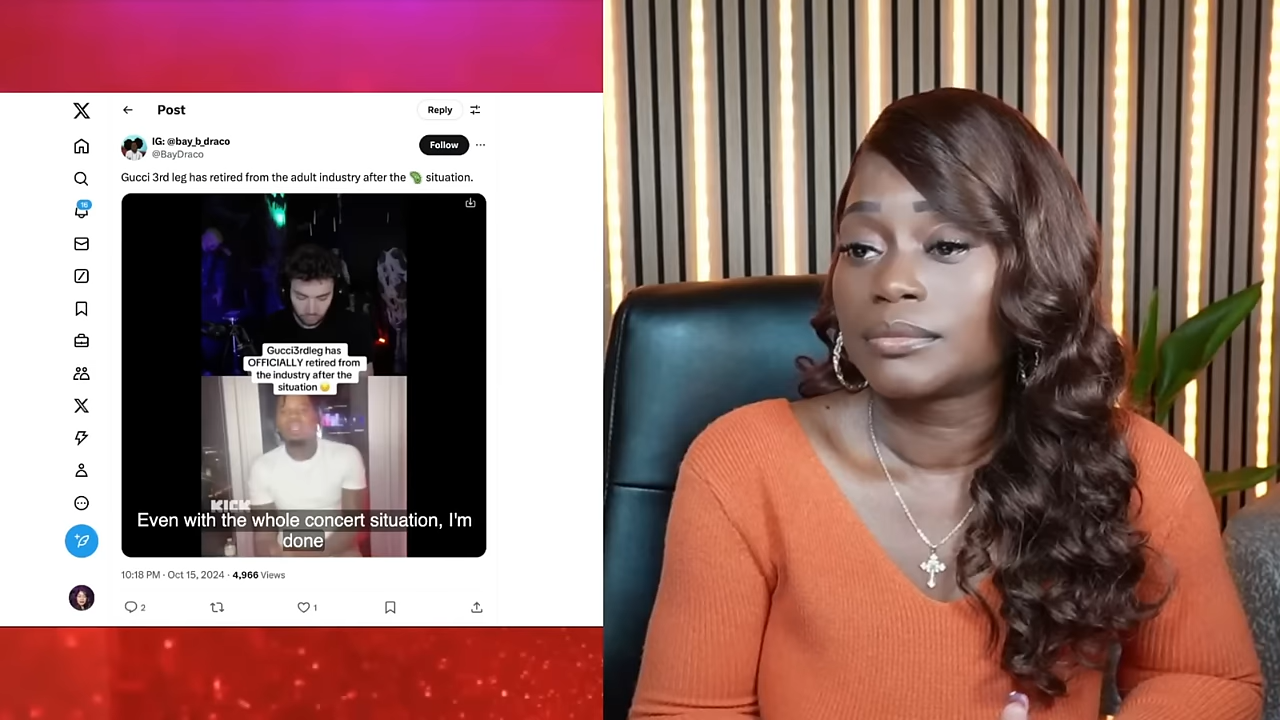 Post
Reply
IG: @bay_b_draco
@BayDraco
Follow
Gucci 3rd leg has retired from the adult industry after the 🥬 situation.
16
Gucci3rdleg has
OFFICIALLY retired from
the industry after the
situation 😔
KICK
Even with the whole concert situation, I'm
done
10:18 PM · Oct 15, 2024 · 4,966 Views
2
1